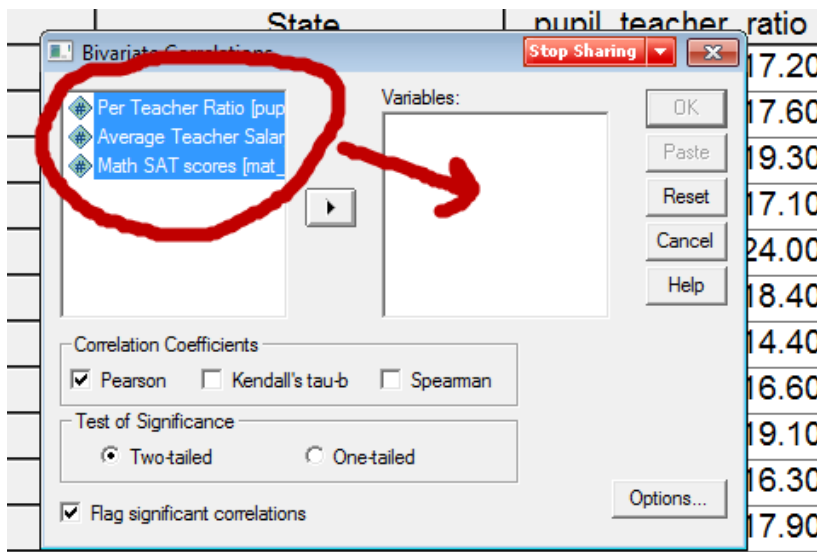 State
pupil_teacher_ratio
Bivariate Correlations
Stop Sharing
Per Teacher Ratio [pup
Average Teacher Salar
Math SAT scores [mat_
Variables:
OK
Paste
Reset
Cancel
Help
Correlation Coefficients
Pearson
Kendall's tau-b
Spearman
Test of Significance
Two-tailed
One-tailed
Flag significant correlations
Options...
17.20
17.60
19.30
17.10
24.00
18.40
14.40
16.60
19.10
16.30
17.90